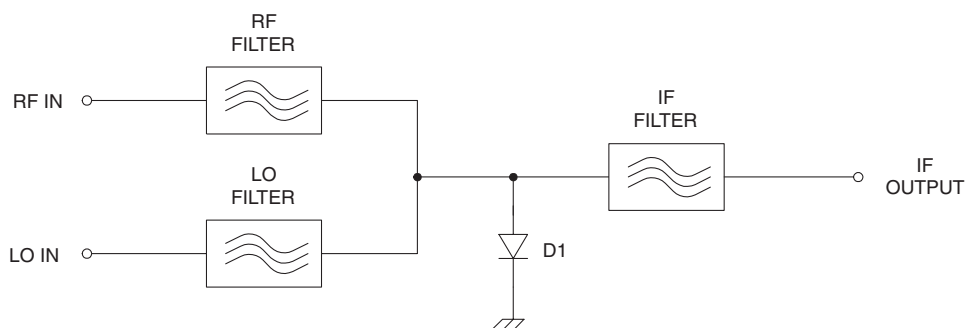 RF
FILTER
RF IN
IF
FILTER
LO
FILTER
IF
OUTPUT
LO IN
D1